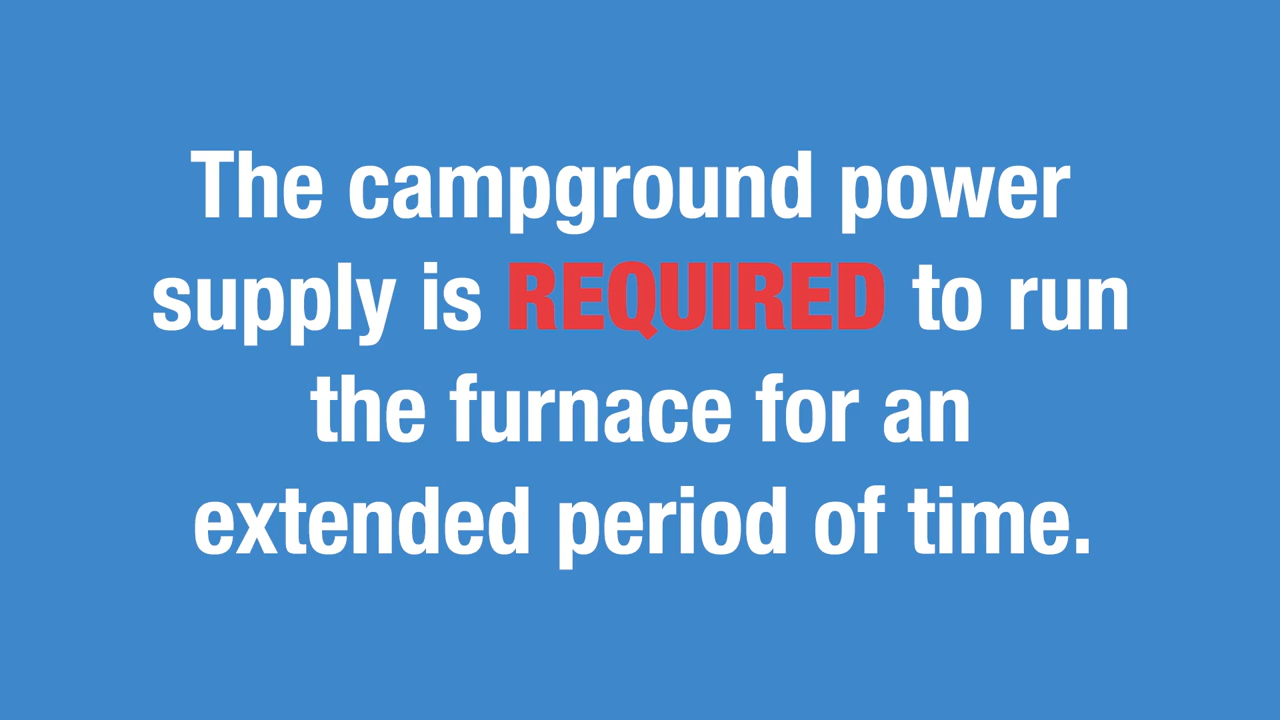 The campground power
supply is REQUIRED to run
the furnace for an
extended period of time.